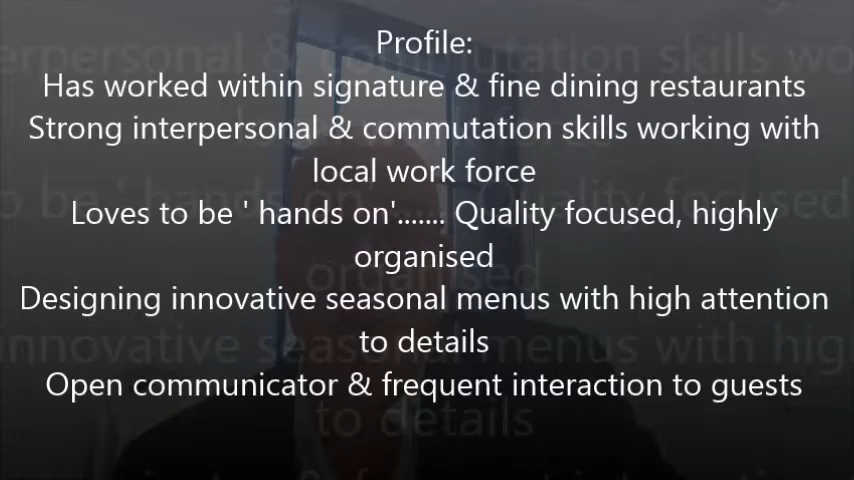 Profile:
Has worked within signature & fine dining restaurants
Strong interpersonal & commutation skills working with
local work force
Loves to be ' hands on'....... Quality focused, highly
organised
Designing innovative seasonal menus with high attention
to details
Open communicator & frequent interaction to guests